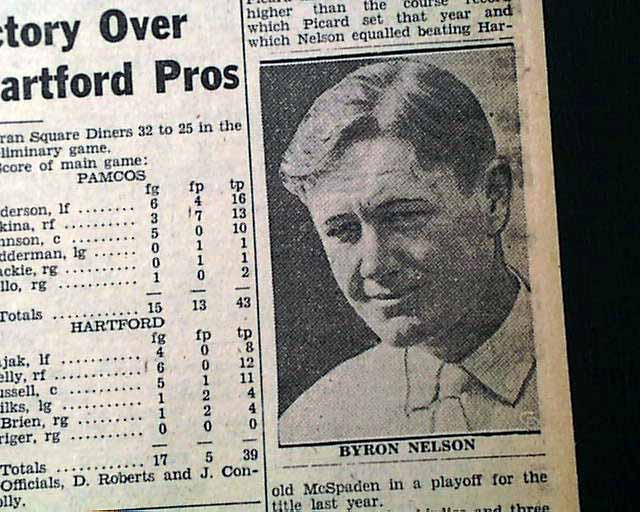 ctory Over
artford Pros
ran Square Diners 32 to 25 in the
liminary game.
Score of main game:
PAMCOS
fg fp tp
derson, lf ........ 6 4 16
kina, rf ........ 3 7 13
hnson, c ........ 5 0 10
dderman, lg ........ 0 1 1
ackie, rg ........ 0 1 1
llo, rg ........ 1 0 2
Totals ........ 15 13 43
HARTFORD
fg fp tp
jak, lf ........ 4 0 8
elly, rf ........ 6 0 12
ussell, c ........ 5 1 11
ilks, lg ........ 1 2 4
Brien, rg ........ 1 2 4
riger, rg ........ 0 0 0
Totals ........ 17 5 39
Officials, D. Roberts and J. Con-
olly.
higher than the course record
which Picard set that year and
which Nelson equalled beating Har-
BYRON NELSON
old McSpaden in a playoff for the
title last year.
and three